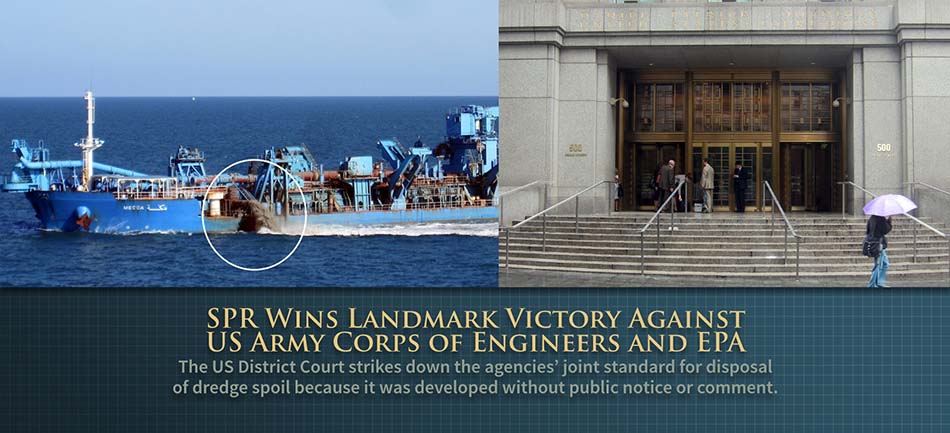 MECCA مكة
500
500
SPR Wins Landmark Victory Against
US Army Corps of Engineers and EPA
The US District Court strikes down the agencies' joint standard for disposal
of dredge spoil because it was developed without public notice or comment.